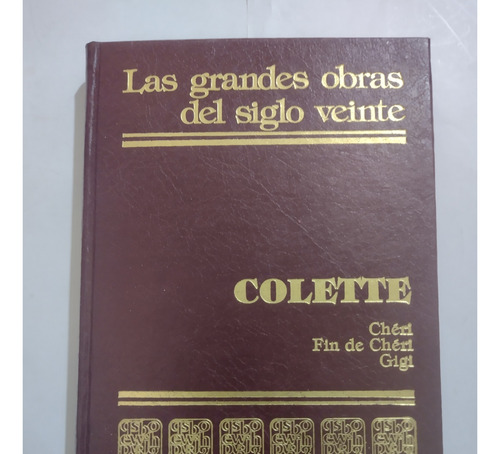 Las grandes obras
del siglo veinte
COLETTE
Chéri
Fin de Chéri
Gigi